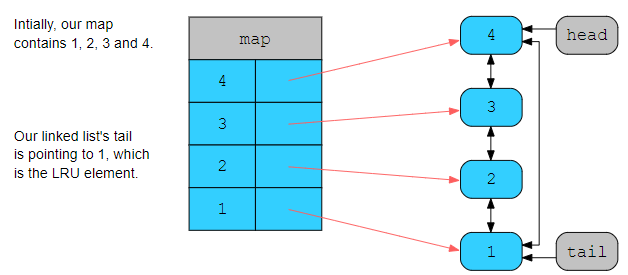 Intially, our map
contains 1, 2, 3 and 4.
Our linked list's tail
is pointing to 1, which
is the LRU element.
map
4
3
2
1
4
3
2
1
head
tail